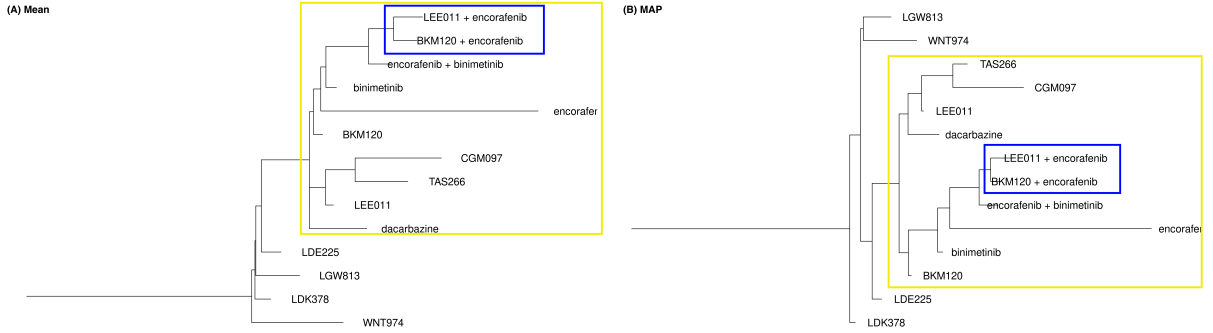 (A) Mean
LEE011 + encorafenib
BKM120 + encorafenib
encorafenib + binimetinib
binimetinib
encorafer
BKM120
CGM097
TAS266
LEE011
dacarbazine
LDE225
LGW813
LDK378
WNT974
(B) MAP
LGW813
WNT974
TAS266
CGM097
LEE011
dacarbazine
LEE011 + encorafenib
BKM120 + encorafenib
encorafenib + binimetinib
encorafer
binimetinib
BKM120
LDE225
LDK378